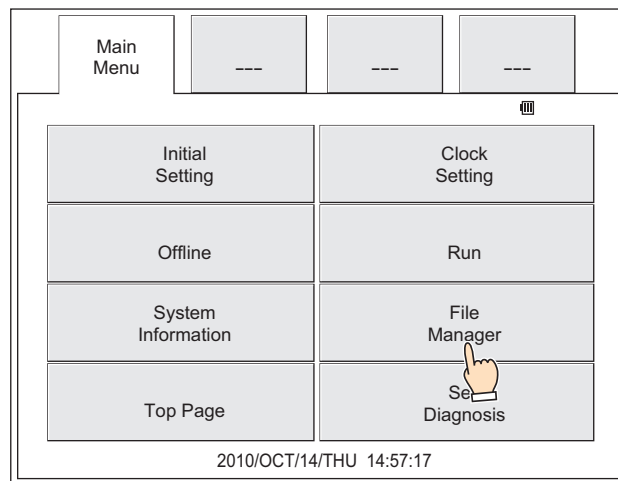 Main
Menu
---
---
---
Initial
Setting
Clock
Setting
Offline
Run
System
Information
File
Manager
Top Page
Se
Diagnosis
2010/OCT/14/THU 14:57:17